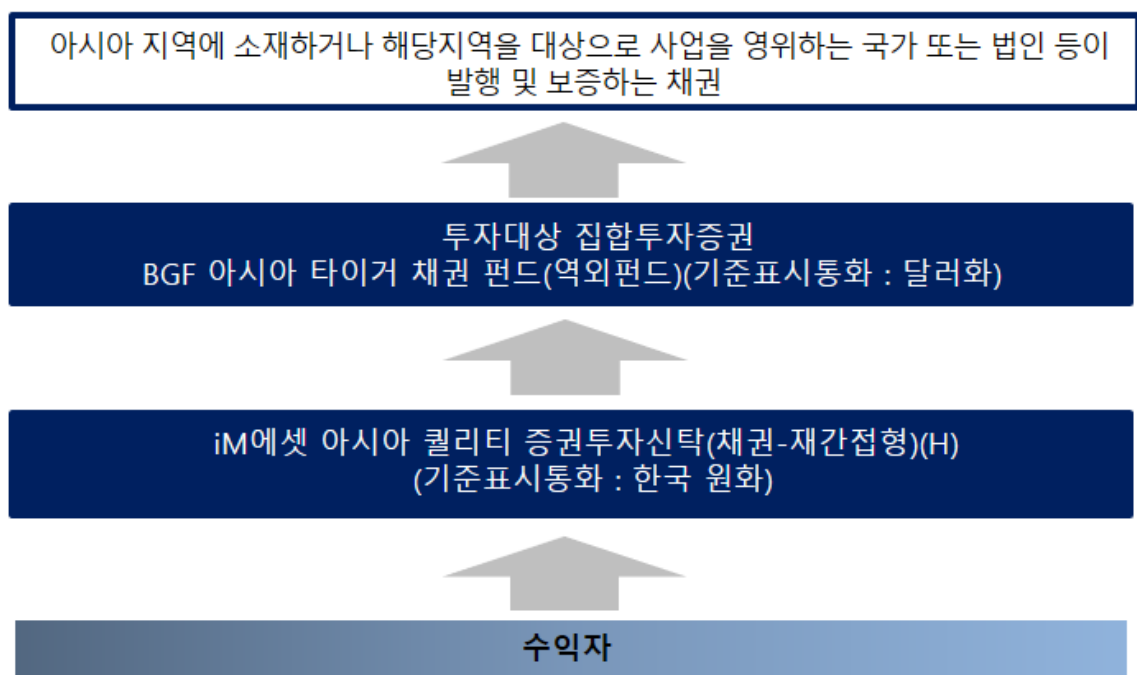 아시아 지역에 소재하거나 해당지역을 대상으로 사업을 영위하는 국가 또는 법인 등이
발행 및 보증하는 채권
투자대상 집합투자증권
BGF 아시아 타이거 채권 펀드(역외펀드)(기준표시통화 : 달러화)
iM에셋 아시아 퀄리티 증권투자신탁(채권-재간접형)(H)
(기준표시통화 : 한국 원화)
수익자